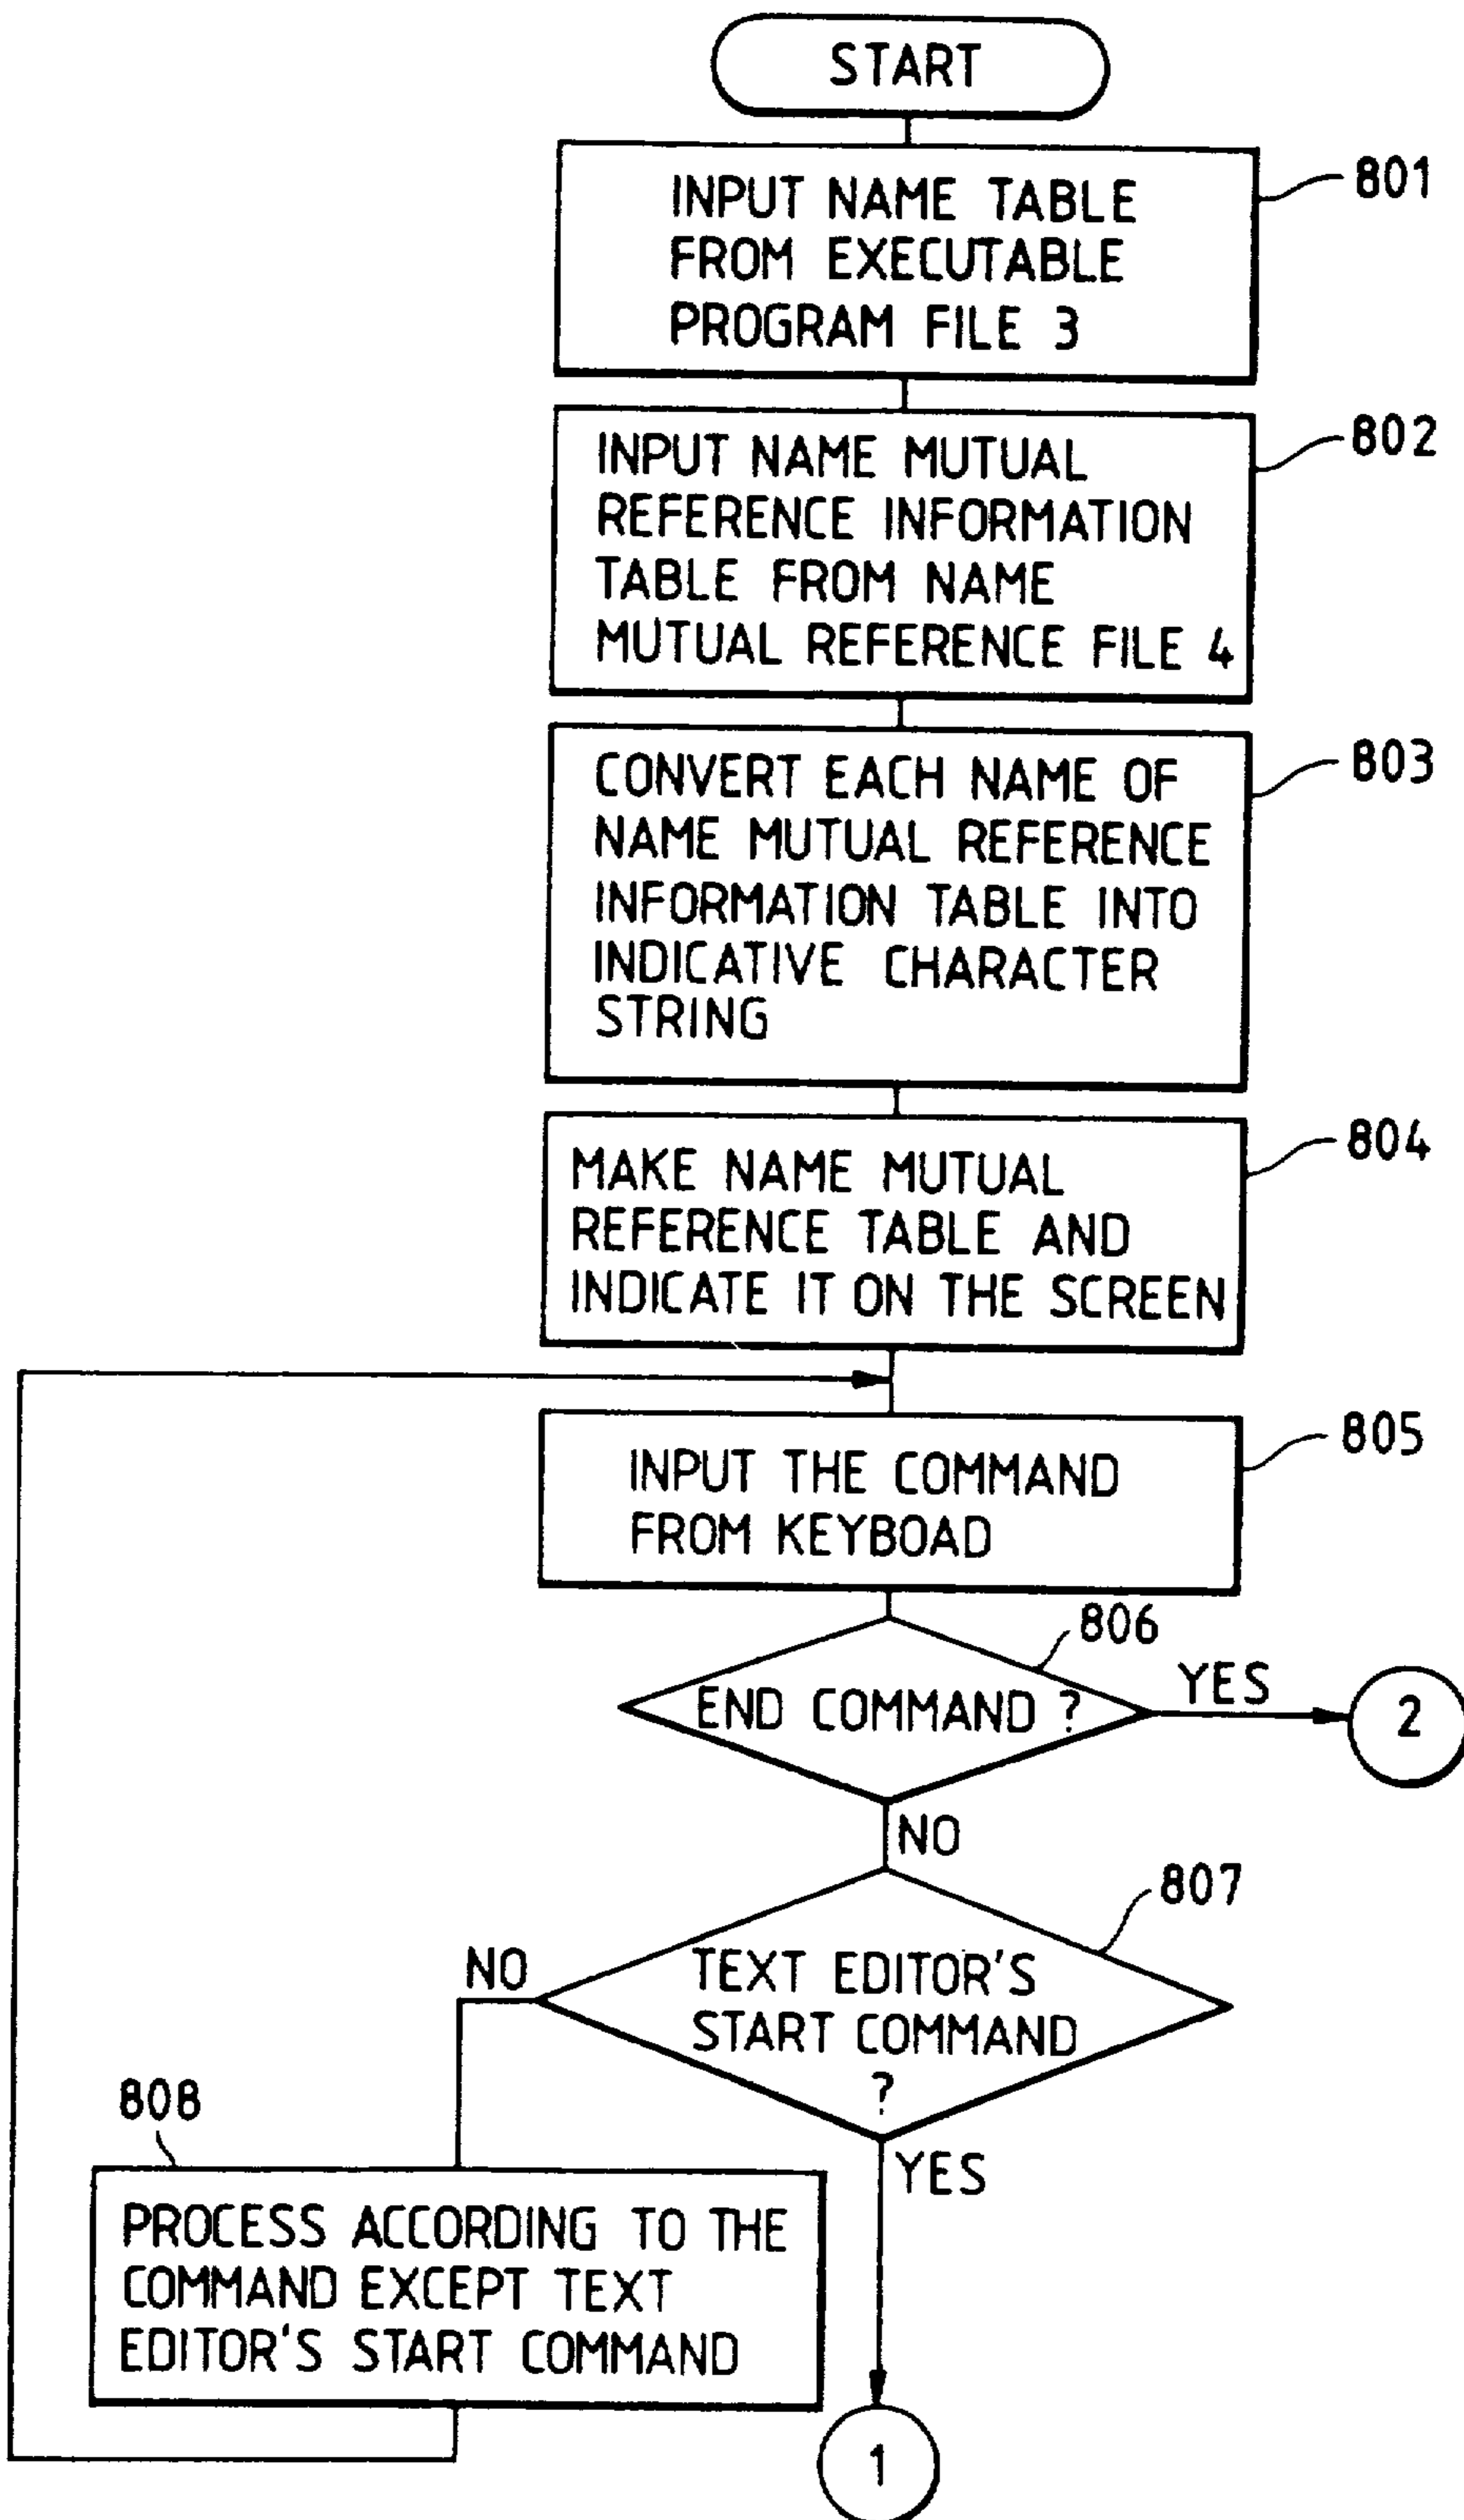 START
INPUT NAME TABLE
FROM EXECUTABLE
PROGRAM FILE 3
801
INPUT NAME MUTUAL
REFERENCE INFORMATION
TABLE FROM NAME
MUTUAL REFERENCE FILE 4
802
CONVERT EACH NAME OF
NAME MUTUAL REFERENCE
INFORMATION TABLE INTO
INDICATIVE CHARACTER
STRING
803
MAKE NAME MUTUAL
REFERENCE TABLE AND
INDICATE IT ON THE SCREEN
804
INPUT THE COMMAND
FROM KEYBOAD
805
806
END COMMAND ?
YES
2
NO
807
TEXT EDITOR'S
START COMMAND
?
NO
YES
808
PROCESS ACCORDING TO THE
COMMAND EXCEPT TEXT
EDITOR'S START COMMAND
1